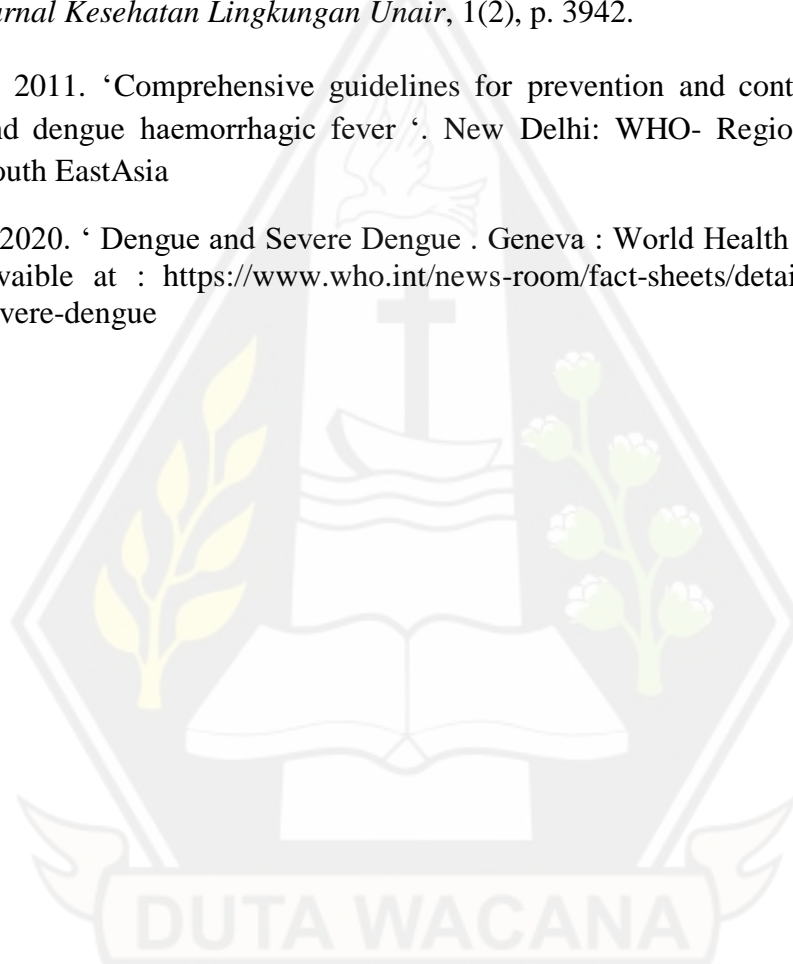 rnal Kesehatan Lingkungan Unair, 1(2), p. 3942.
2011. ‘Comprehensive guidelines for prevention and cont
nd dengue haemorrhagic fever ‘. New Delhi: WHO- Regio
outh EastAsia
2020. ‘ Dengue and Severe Dengue . Geneva : World Health
vaible at : https://www.who.int/news-room/fact-sheets/detai
vere-dengue
DUTA WACANA